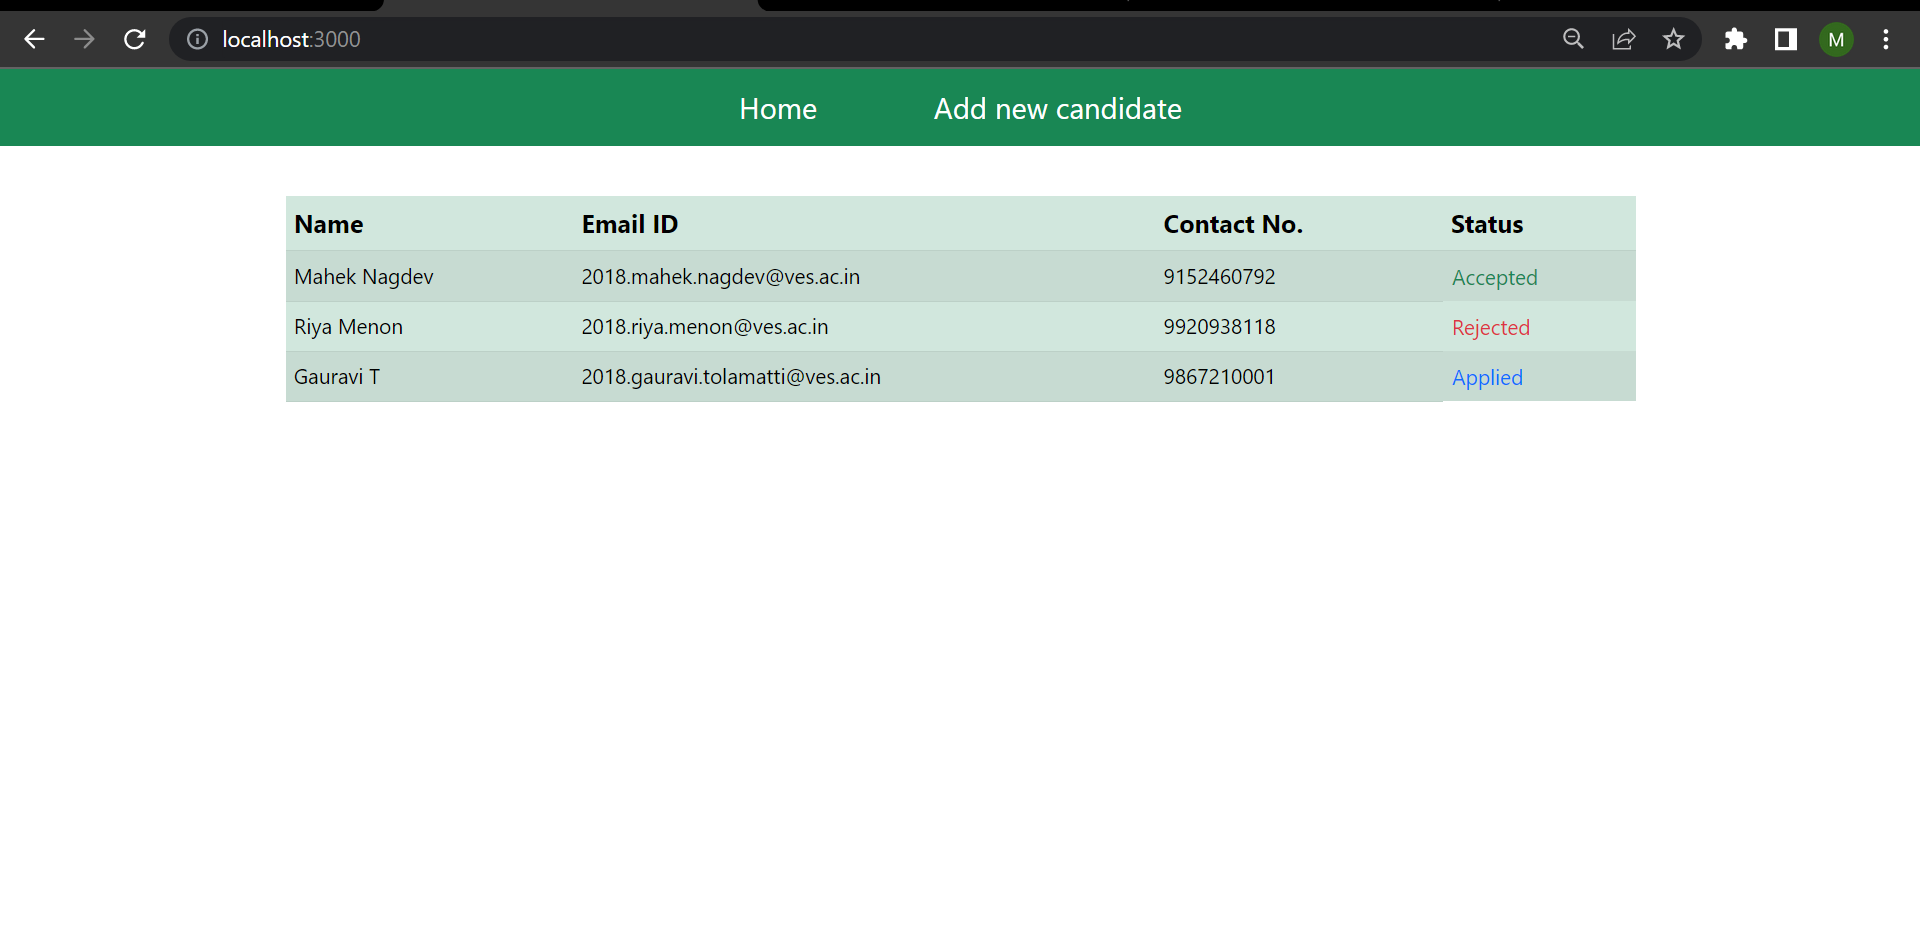 localhost:3000
M
Home Add new candidate
Name Email ID Contact No. Status
Mahek Nagdev 2018.mahek.nagdev@ves.ac.in 9152460792 Accepted
Riya Menon 2018.riya.menon@ves.ac.in 9920938118 Rejected
Gauravi T 2018.gauravi.tolamatti@ves.ac.in 9867210001 Applied